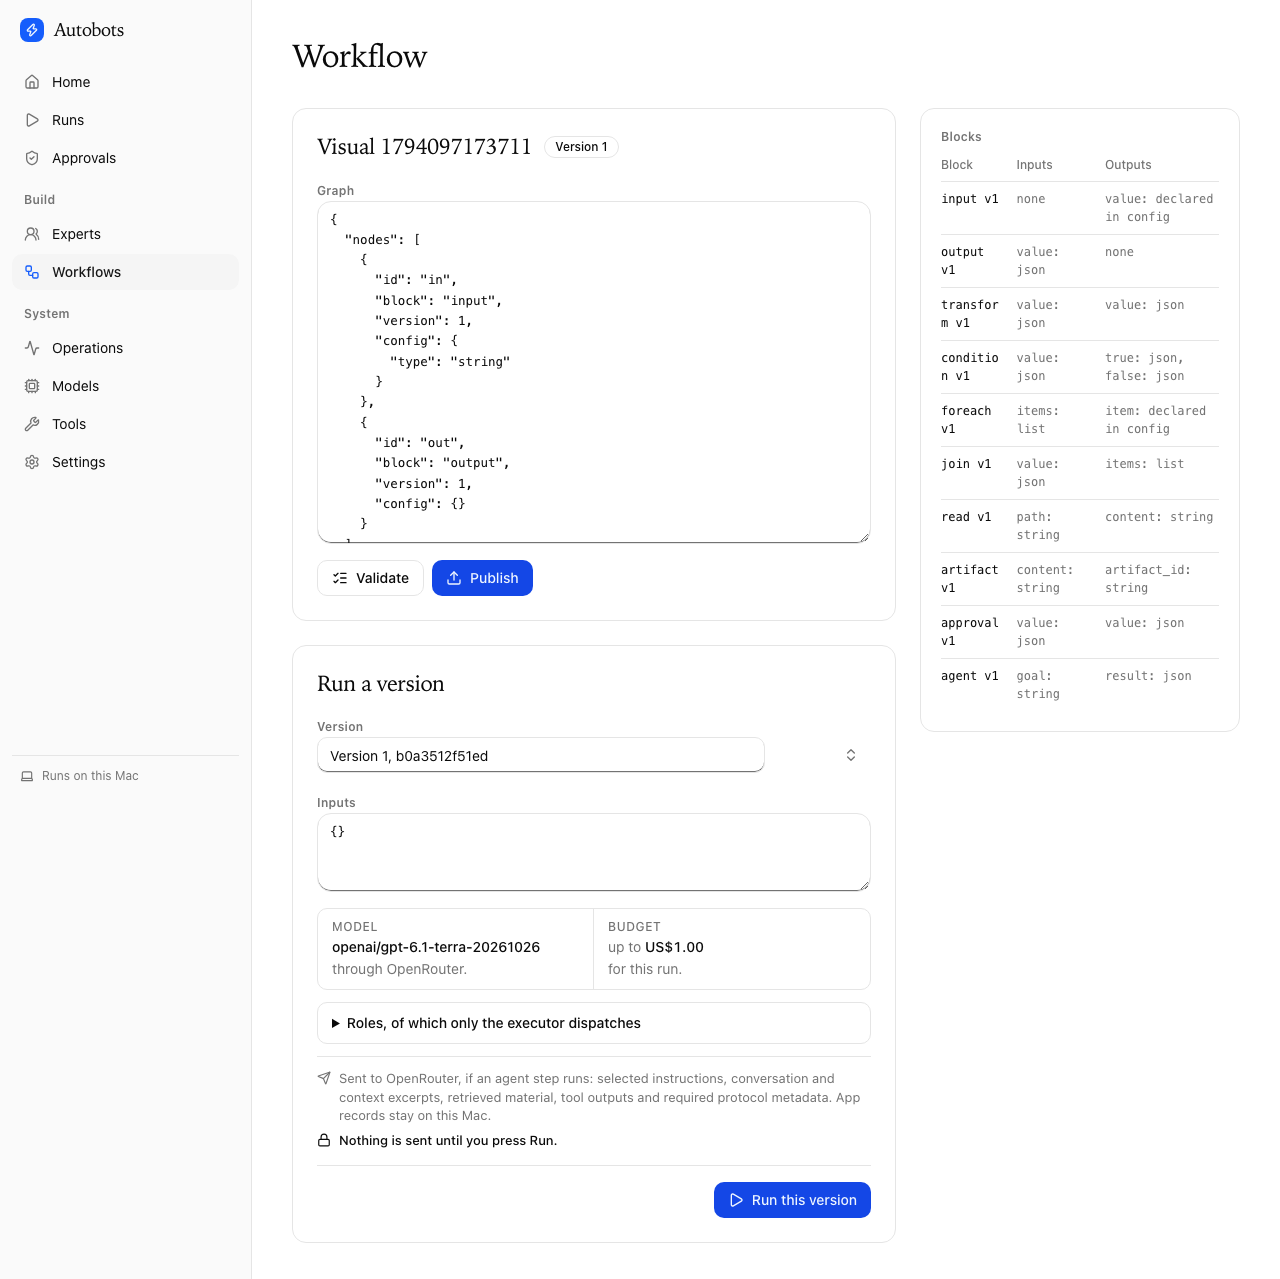 Autobots
Home
Runs
Approvals
Build
Experts
Workflows
System
Operations
Models
Tools
Settings
Runs on this Mac
Workflow
Visual 1794097173711
Version 1
Graph
{
"nodes": [
{
"id": "in",
"block": "input",
"version": 1,
"config": {
"type": "string"
}
},
{
"id": "out",
"block": "output",
"version": 1,
"config": {}
}
Validate
Publish
Run a version
Version
Version 1, b0a3512f51ed
Inputs
{}
MODEL
openai/gpt-6.1-terra-20261026
through OpenRouter.
BUDGET
up to US$1.00
for this run.
Roles, of which only the executor dispatches
Sent to OpenRouter, if an agent step runs: selected instructions, conversation and
context excerpts, retrieved material, tool outputs and required protocol metadata. App
records stay on this Mac.
Nothing is sent until you press Run.
Run this version
Blocks
Block Inputs Outputs
input v1 none value: declared
in config
output value: none
v1 json
transfor value: value: json
m v1 json
conditio value: true: json,
n v1 json false: json
foreach items: item: declared
v1 list in config
join v1 value: items: list
json
read v1 path: content: string
string
artifact content: artifact_id:
v1 string string
approval value: value: json
v1 json
agent v1 goal: result: json
string